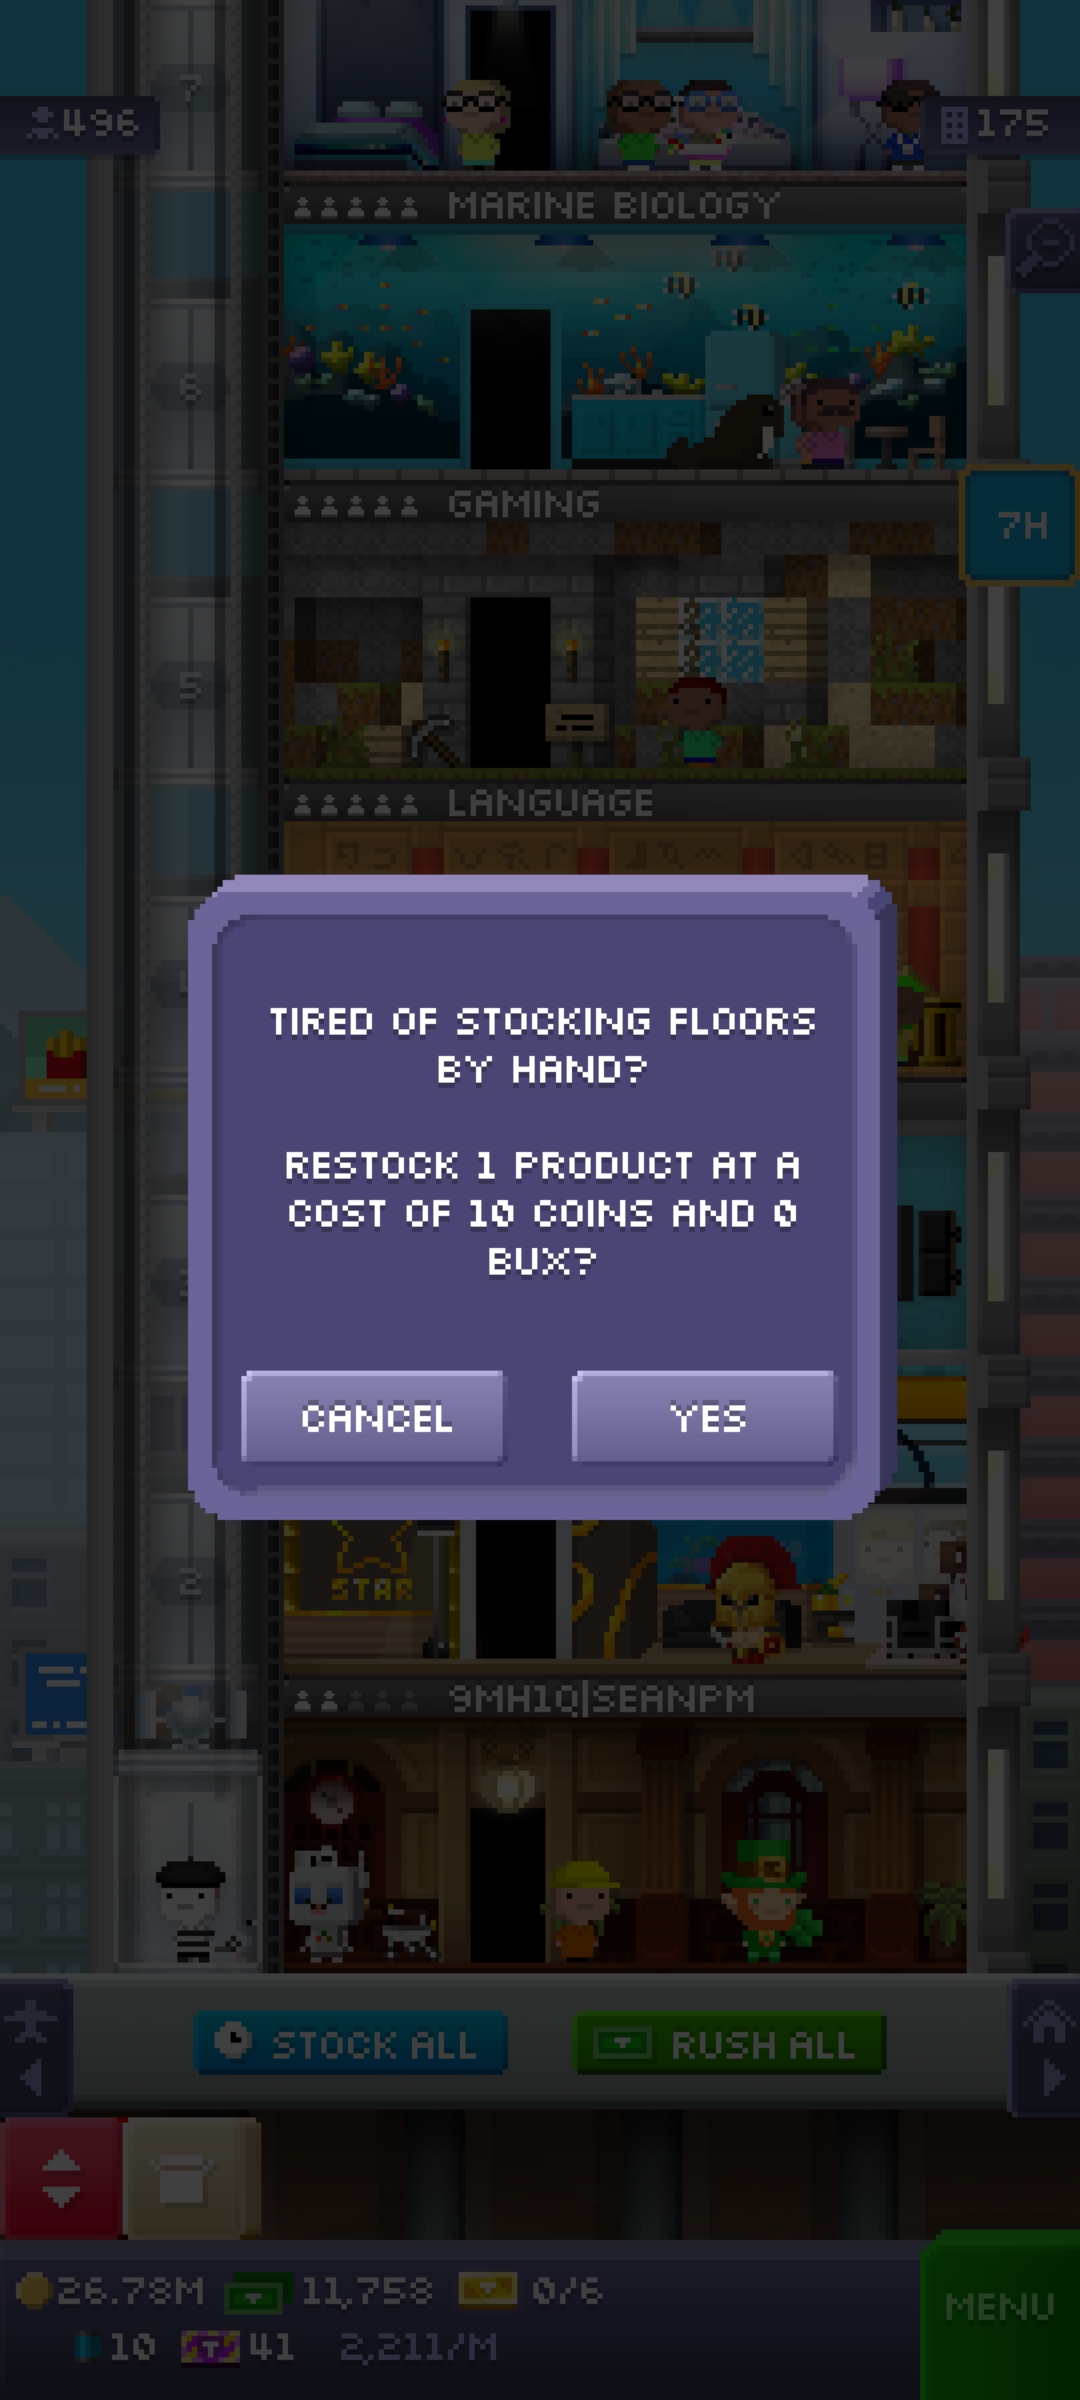 7
496
175
MARINE BIOLOGY
6
GAMING
7H
5
LANGUAGE
TIRED OF STOCKING FLOORS
BY HAND?
RESTOCK 1 PRODUCT AT A
COST OF 10 COINS AND 0
BUX?
CANCEL
YES
2
STAR
9MH1Q|SEANPM
STOCK ALL
RUSH ALL
26.78M
11,758
0/6
MENU
10
41
2,211/M